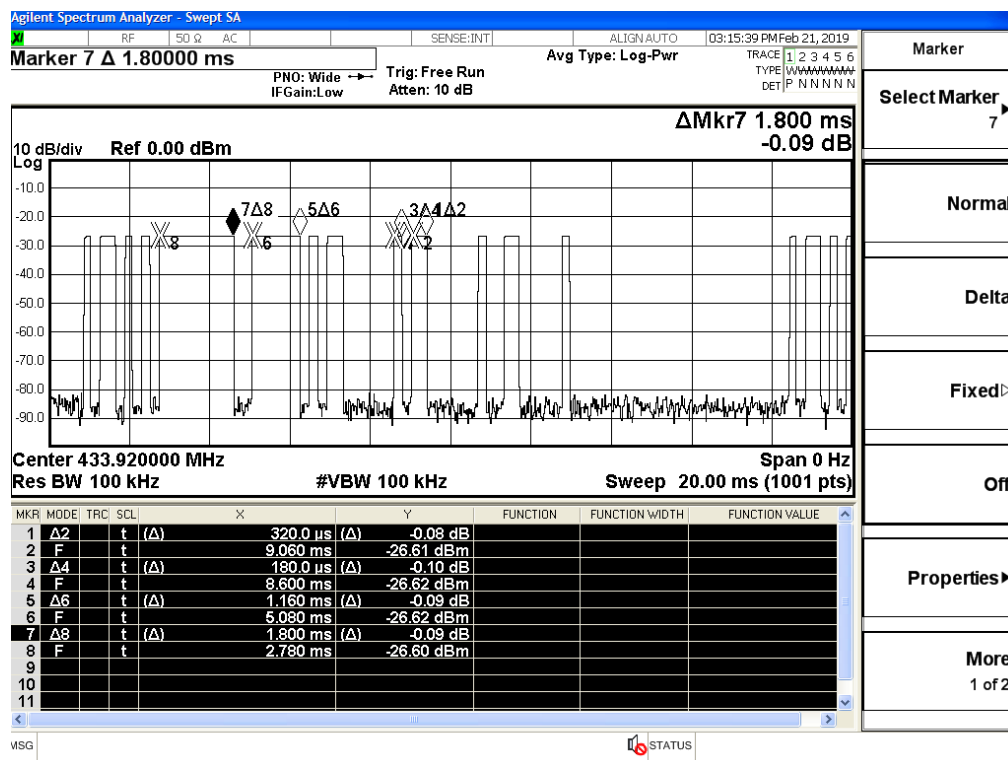 Agilent Spectrum Analyzer - Swept SA
RF 50 Ω AC SENSE:INT ALIGN AUTO 03:15:39 PM Feb 21, 2019
Marker 7 Δ 1.80000 ms
PNO: Wide
IFGain:Low
Trig: Free Run
Atten: 10 dB
Avg Type: Log-Pwr
TRACE 1 2 3 4 5 6
TYPE
DET P N N N N N
ΔMkr7 1.800 ms
-0.09 dB
10 dB/div Ref 0.00 dBm
Log
-10.0
-20.0
-30.0
-40.0
-50.0
-60.0
-70.0
-80.0
-90.0
7Δ8 5Δ6 3Δ4 1Δ2
8 6 2
Center 433.920000 MHz Span 0 Hz
Res BW 100 kHz #VBW 100 kHz Sweep 20.00 ms (1001 pts)
MKR MODE TRC SCL X Y FUNCTION FUNCTION WIDTH FUNCTION VALUE
1 Δ2 t (Δ) 320.0 µs (Δ) -0.08 dB
2 F t 9.060 ms -26.61 dBm
3 Δ4 t (Δ) 180.0 µs (Δ) -0.10 dB
4 F t 8.600 ms -26.62 dBm
5 Δ6 t (Δ) 1.160 ms (Δ) -0.09 dB
6 F t 5.080 ms -26.62 dBm
7 Δ8 t (Δ) 1.800 ms (Δ) -0.09 dB
8 F t 2.780 ms -26.60 dBm
9
10
11
MSG STATUS
Marker
Select Marker
7
Normal
Delta
Fixed
Off
Properties
More
1 of 2